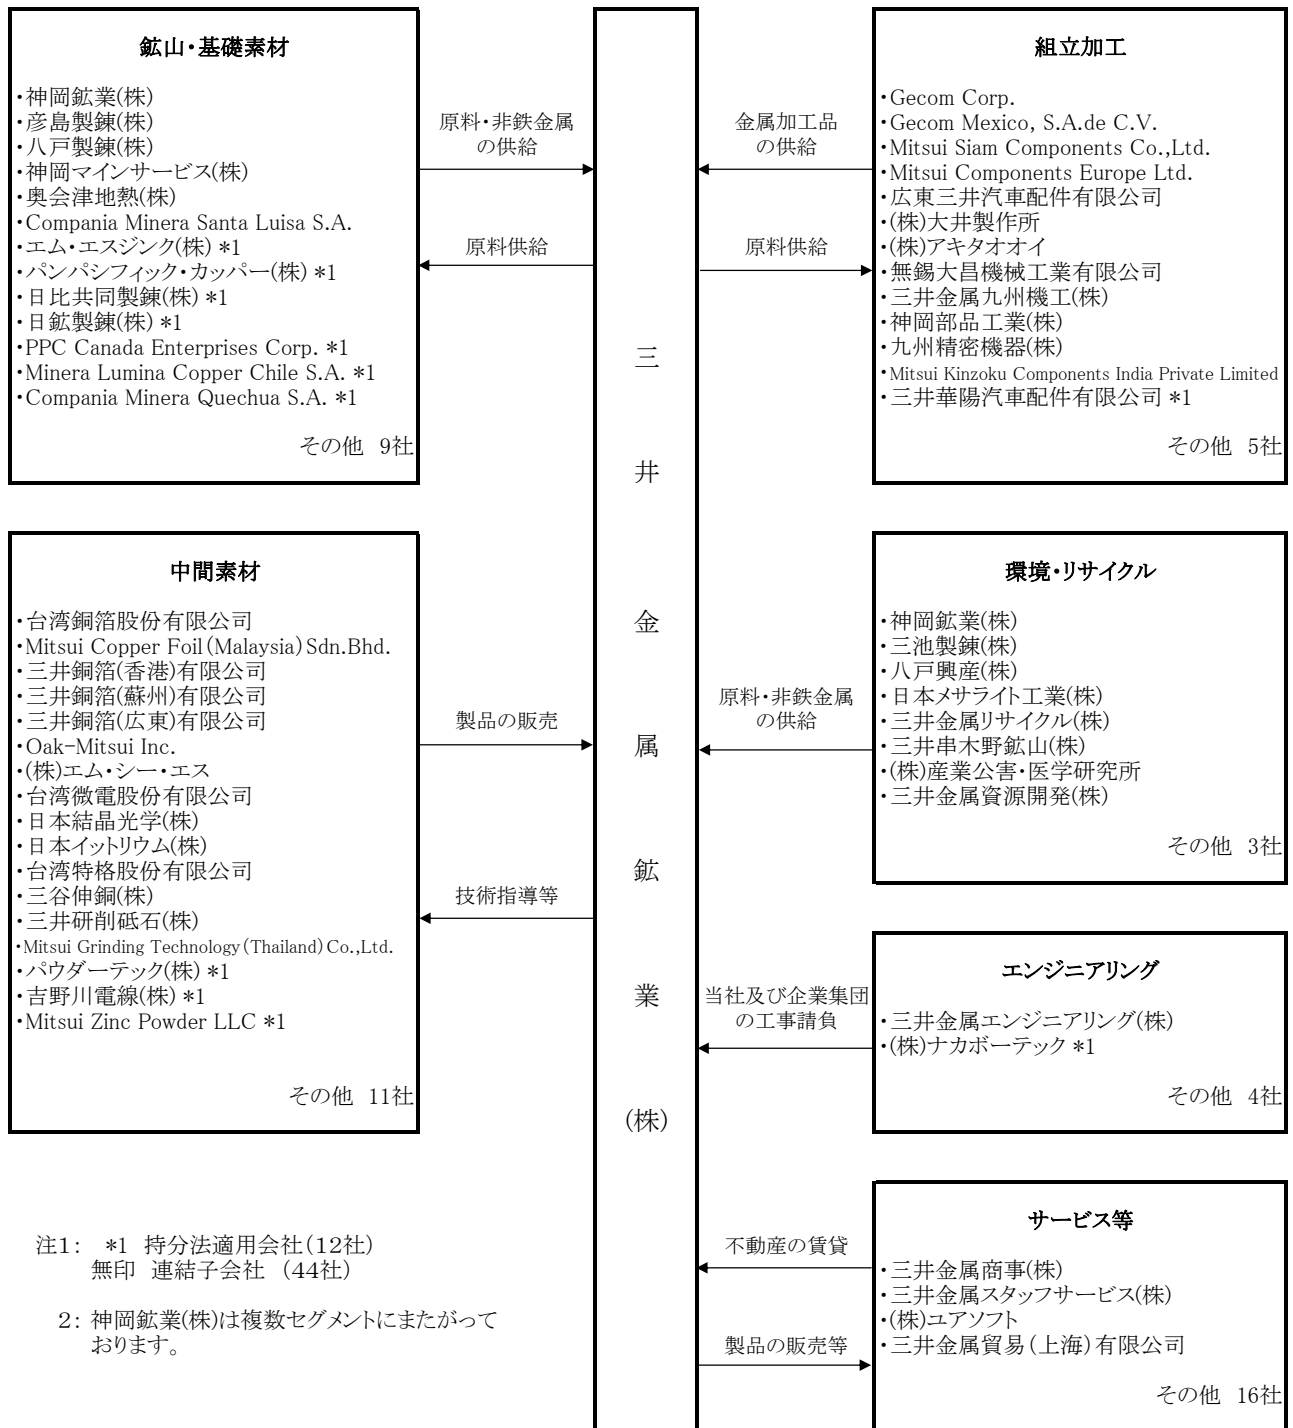 鉱山・基礎素材
・神岡鉱業(株)
・彦島製錬(株)
・八戸製錬(株)
・神岡マインサービス(株)
・奥会津地熱(株)
・Compania Minera Santa Luisa S.A.
・エム・エスジンク(株) *1
・パンパシフィック・カッパー(株) *1
・日比共同製錬(株) *1
・日鉱製錬(株) *1
・PPC Canada Enterprises Corp. *1
・Minera Lumina Copper Chile S.A. *1
・Compania Minera Quechua S.A. *1
その他 9社
原料・非鉄金属
の供給
原料供給
中間素材
・台湾銅箔股份有限公司
・Mitsui Copper Foil(Malaysia)Sdn.Bhd.
・三井銅箔(香港)有限公司
・三井銅箔(蘇州)有限公司
・三井銅箔(広東)有限公司
・Oak-Mitsui Inc.
・(株)エム・シー・エス
・台湾微電股份有限公司
・日本結晶光学(株)
・日本イットリウム(株)
・台湾特格股份有限公司
・三谷伸銅(株)
・三井研削砥石(株)
・Mitsui Grinding Technology(Thailand)Co.,Ltd.
・パウダーテック(株) *1
・吉野川電線(株) *1
・Mitsui Zinc Powder LLC *1
その他 11社
製品の販売
技術指導等
三
井
金
属
鉱
業
(株)
金属加工品
の供給
原料供給
組立加工
・Gecom Corp.
・Gecom Mexico, S.A.de C.V.
・Mitsui Siam Components Co.,Ltd.
・Mitsui Components Europe Ltd.
・広東三井汽車配件有限公司
・(株)大井製作所
・(株)アキタオオイ
・無錫大昌機械工業有限公司
・三井金属九州機工(株)
・神岡部品工業(株)
・九州精密機器(株)
・Mitsui Kinzoku Components India Private Limited
・三井華陽汽車配件有限公司 *1
その他 5社
原料・非鉄金属
の供給
環境・リサイクル
・神岡鉱業(株)
・三池製錬(株)
・八戸興産(株)
・日本メサライト工業(株)
・三井金属リサイクル(株)
・三井串木野鉱山(株)
・(株)産業公害・医学研究所
・三井金属資源開発(株)
その他 3社
当社及び企業集団
の工事請負
エンジニアリング
・三井金属エンジニアリング(株)
・(株)ナカボーテック *1
その他 4社
不動産の賃貸
製品の販売等
サービス等
・三井金属商事(株)
・三井金属スタッフサービス(株)
・(株)ユアソフト
・三井金属貿易(上海)有限公司
その他 16社
注1： *1 持分法適用会社(12社)
無印 連結子会社 (44社)
2： 神岡鉱業(株)は複数セグメントにまたがって
おります。